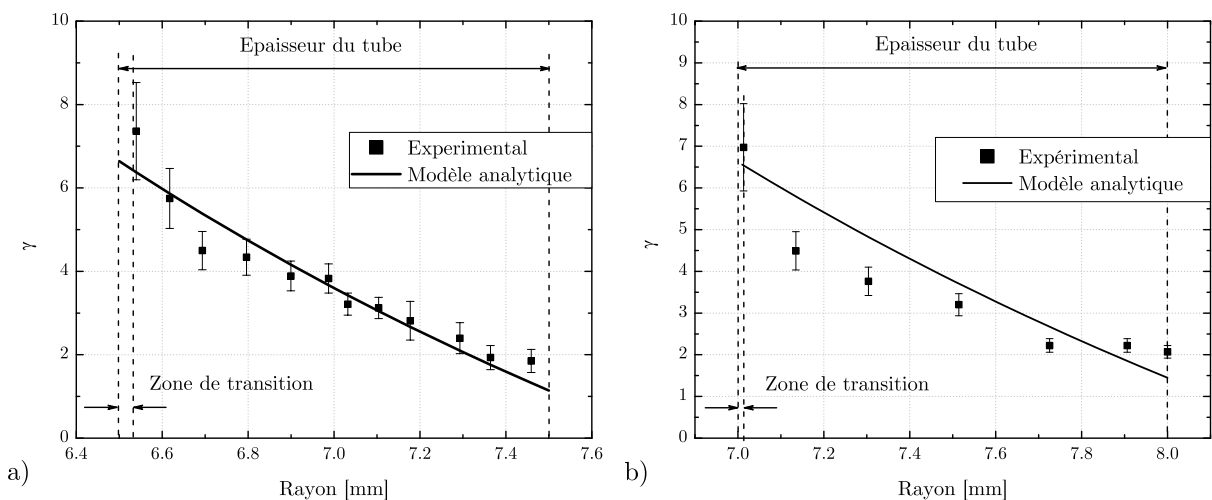 10
8
6
4
2
0
γ
Epaisseur du tube
Experimental
Modèle analytique
Zone de transition
6.4 6.6 6.8 7.0 7.2 7.4 7.6
Rayon [mm]
a)
10
9
8
7
6
5
4
3
2
1
0
γ
Epaisseur du tube
Expérimental
Modèle analytique
Zone de transition
7.0 7.2 7.4 7.6 7.8 8.0
Rayon [mm]
b)